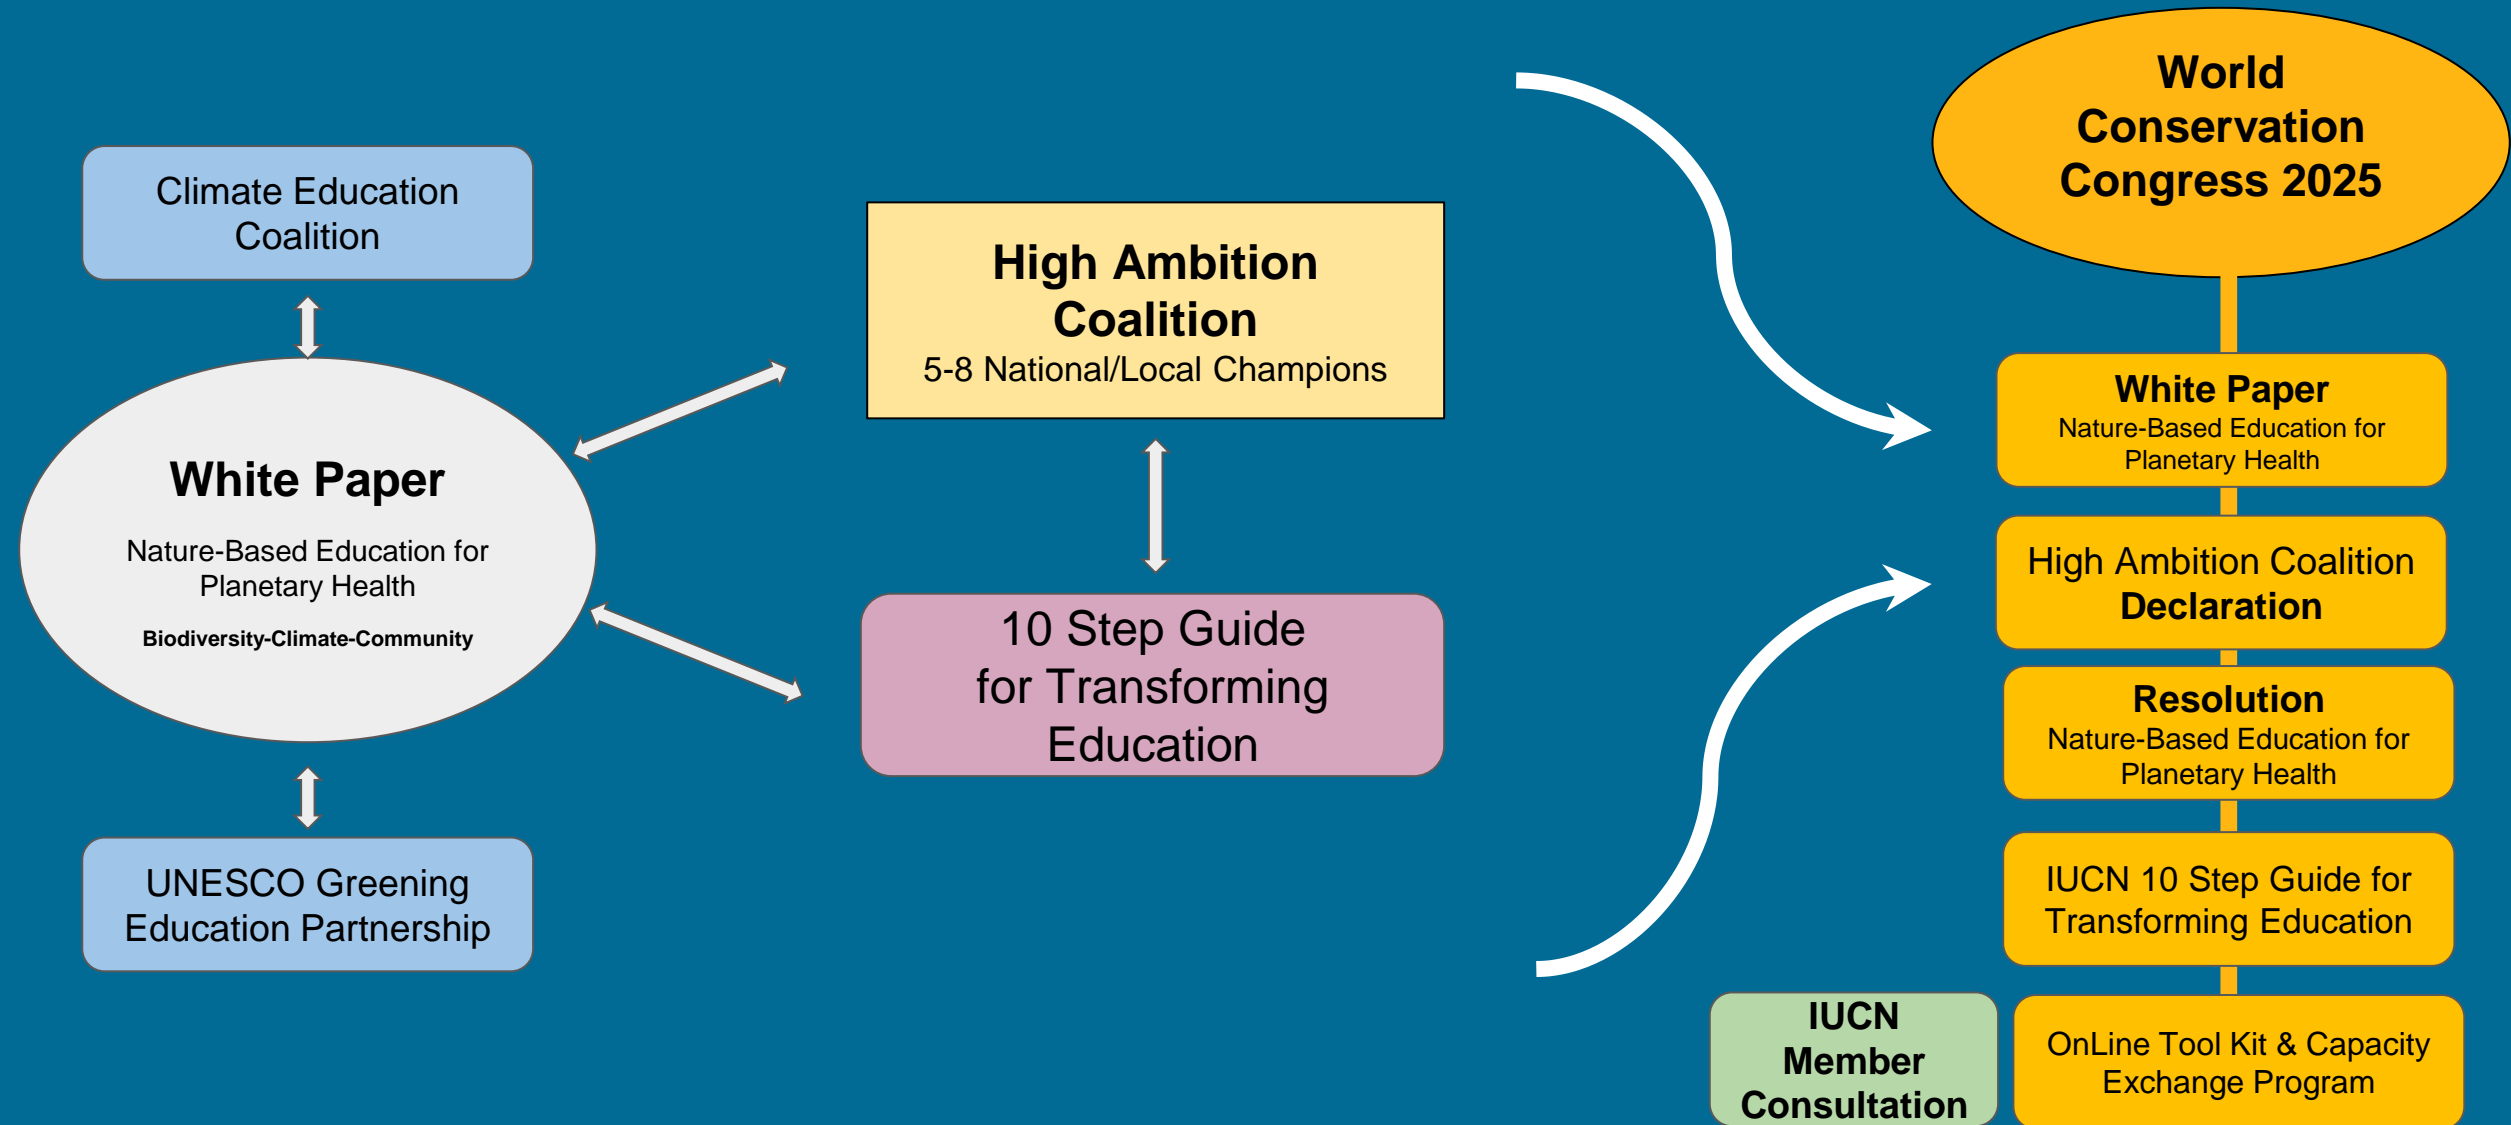 Climate Education
Coalition
White Paper
Nature-Based Education for
Planetary Health
Biodiversity-Climate-Community
UNESCO Greening
Education Partnership
High Ambition
Coalition
5-8 National/Local Champions
10 Step Guide
for Transforming
Education
World
Conservation
Congress 2025
White Paper
Nature-Based Education for
Planetary Health
High Ambition Coalition
Declaration
Resolution
Nature-Based Education for
Planetary Health
IUCN 10 Step Guide for
Transforming Education
IUCN
Member
Consultation
OnLine Tool Kit & Capacity
Exchange Program